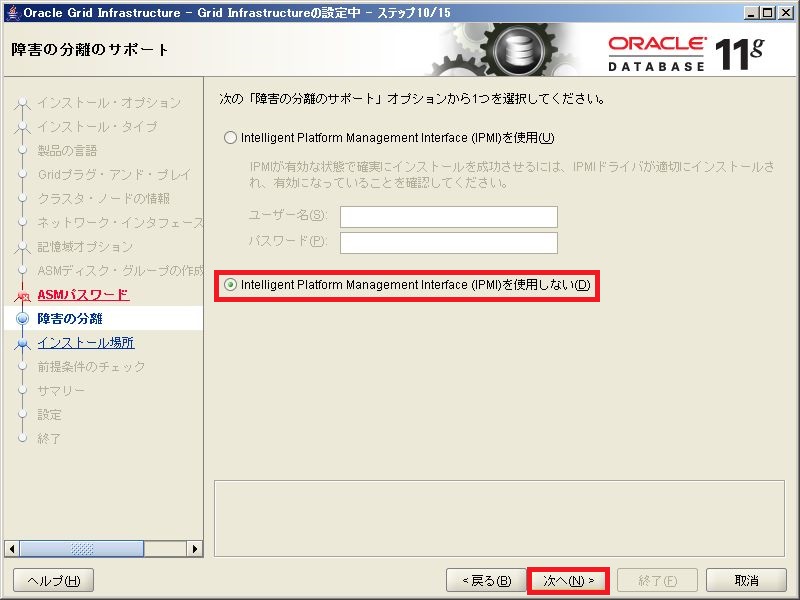 Oracle Grid Infrastructure - Grid Infrastructureの設定中 - ステップ10/15
障害の分離のサポート
ORACLE
DATABASE
11g
インストール・オプション
インストール・タイプ
製品の言語
Gridプラグ・アンド・プレイ
クラスタ・ノードの情報
ネットワーク・インタフェース
記憶域オプション
ASMディスク・グループの作成
ASMパスワード
障害の分離
インストール場所
前提条件のチェック
サマリー
設定
終了
次の「障害の分離のサポート」オプションから1つを選択してください。
Intelligent Platform Management Interface (IPMI)を使用(U)
IPMIが有効な状態で確実にインストールを成功させるには、IPMIドライバが適切にインストールさ
れ、有効になっていることを確認してください。
ユーザー名(S):
パスワード(P):
Intelligent Platform Management Interface (IPMI)を使用しない(D)
ヘルプ(H)
< 戻る(B)
次へ(N) >
終了(F)
取消